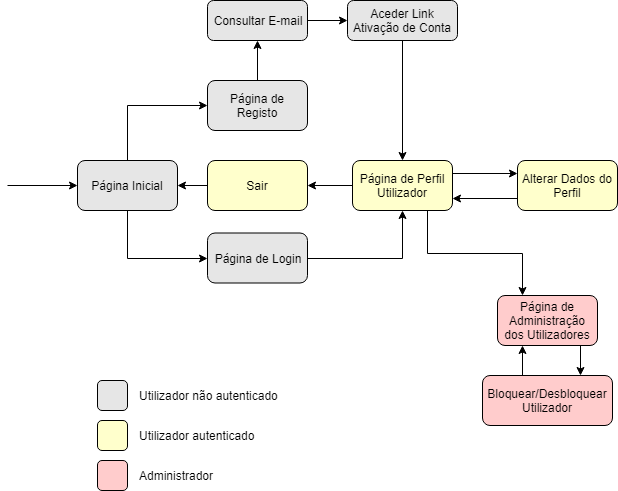 Consultar E-mail
Aceder Link
Ativação de Conta
Página de
Registo
Página Inicial
Sair
Página de Perfil
Utilizador
Alterar Dados do
Perfil
Página de Login
Página de
Administração
dos Utilizadores
Bloquear/Desbloquear
Utilizador
Utilizador não autenticado
Utilizador autenticado
Administrador